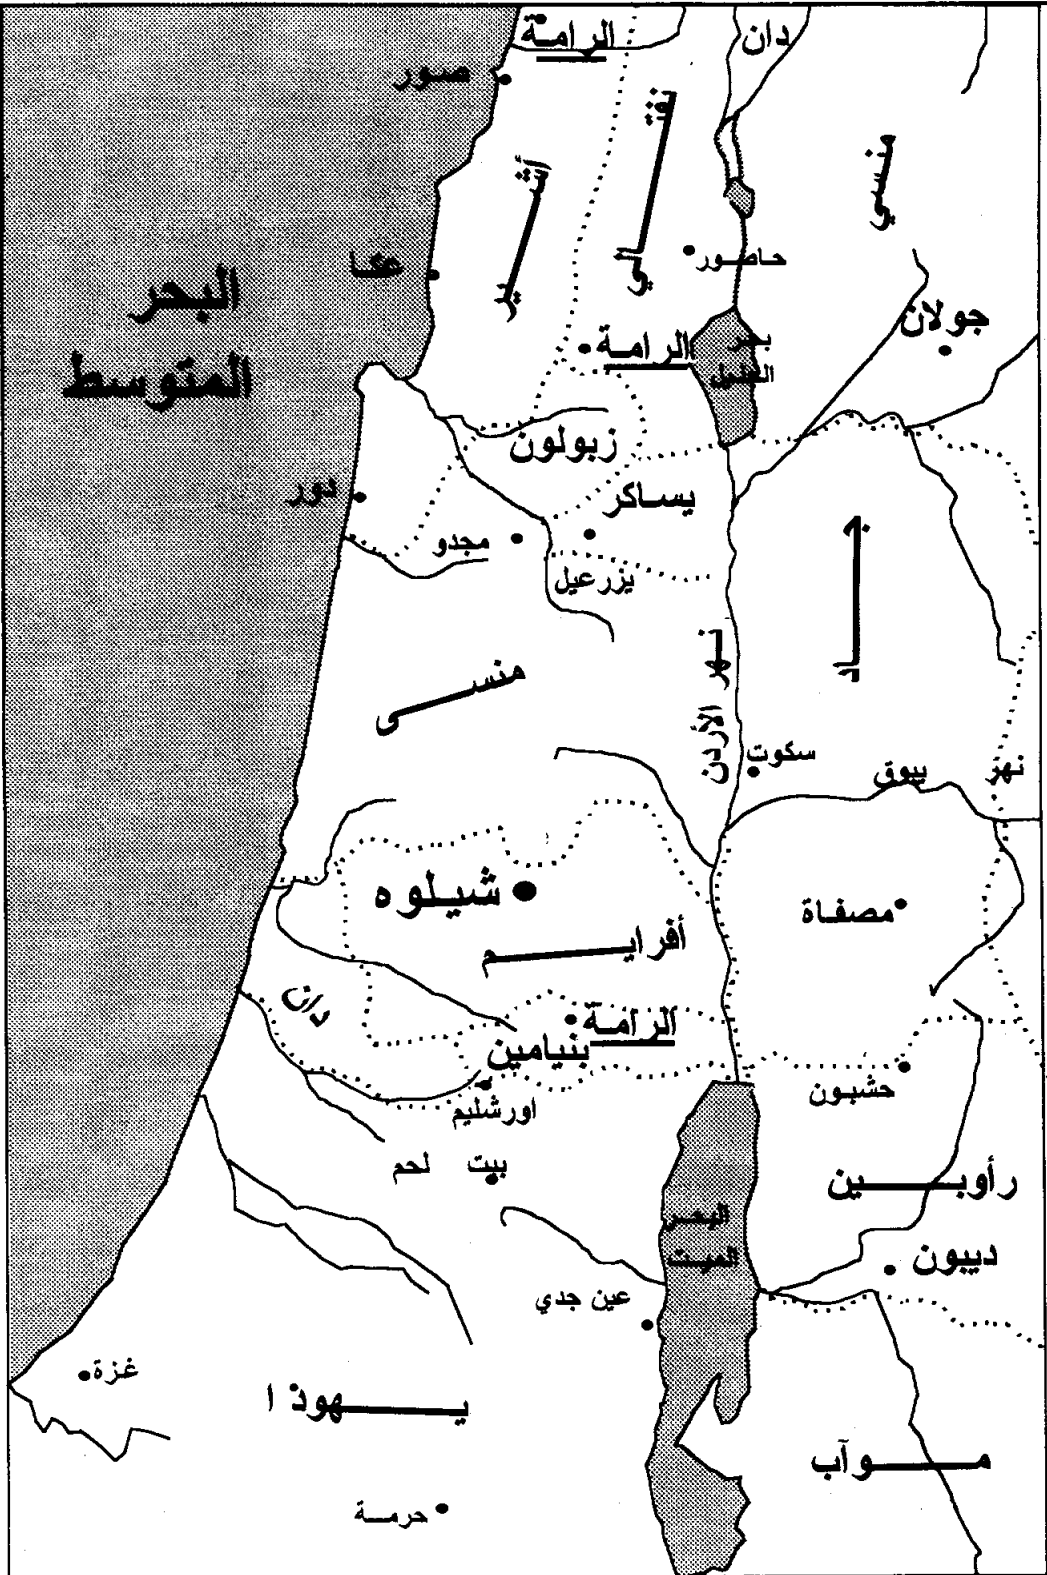 الرامة
دان
صور
نفتالي
أشير
منسي
عكا
حاصور
البحر
المتوسط
جولان
الرامة
بحر
الجليل
زبولون
دور
يساكر
مجدو
يزرعيل
جاد
نهر الأردن
منسى
سكوت
نهر يبوق
شيلوه
مصفاة
أفرايم
دان
الرامة
بنيامين
حشبون
اورشليم
بيت لحم
رأوبين
البحر
الميت
ديبون
عين جدي
غزة
يهوذا
موآب
حرمة